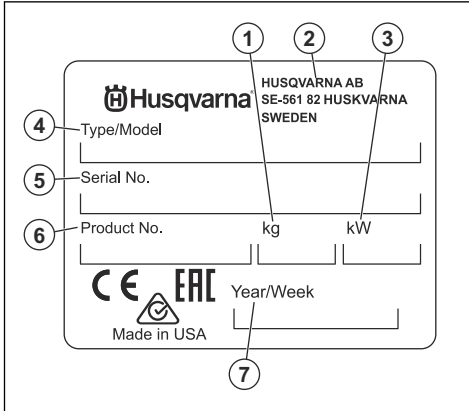 1
2
3
HUSQVARNA AB
Husqvarna®
SE-561 82 HUSKVARNA
SWEDEN
4
Type/Model
5
Serial No.
6
Product No.
kg
kW
CE
EAC
Year/Week
Made in USA
7